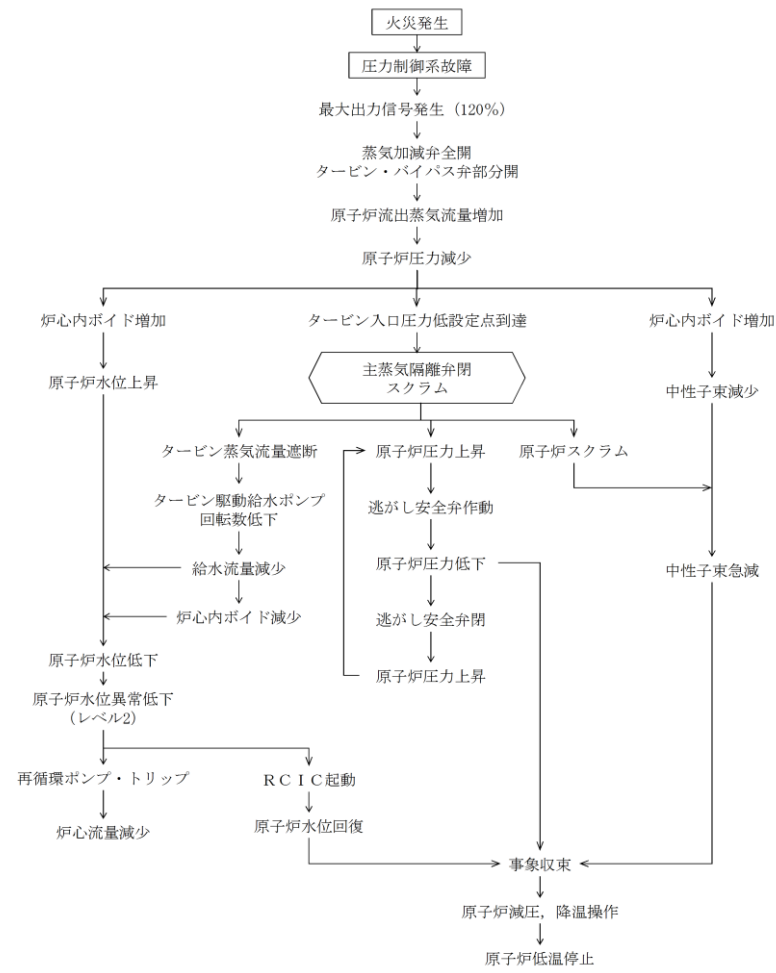 火災発生
圧力制御系故障
最大出力信号発生（120%）
蒸気加減弁全開
タービン・バイパス弁部分開
原子炉流出蒸気流量増加
原子炉圧力減少
炉心内ボイド増加
タービン入口圧力低設定点到達
炉心内ボイド増加
原子炉水位上昇
主蒸気隔離弁閉
スクラム
中性子束減少
タービン蒸気流量遮断
原子炉圧力上昇
原子炉スクラム
タービン駆動給水ポンプ
回転数低下
逃がし安全弁作動
給水流量減少
原子炉圧力低下
中性子束急減
炉心内ボイド減少
逃がし安全弁閉
原子炉水位低下
原子炉圧力上昇
原子炉水位異常低下
（レベル2）
再循環ポンプ・トリップ
ＲＣＩＣ起動
炉心流量減少
原子炉水位回復
事象収束
原子炉減圧，降温操作
原子炉低温停止